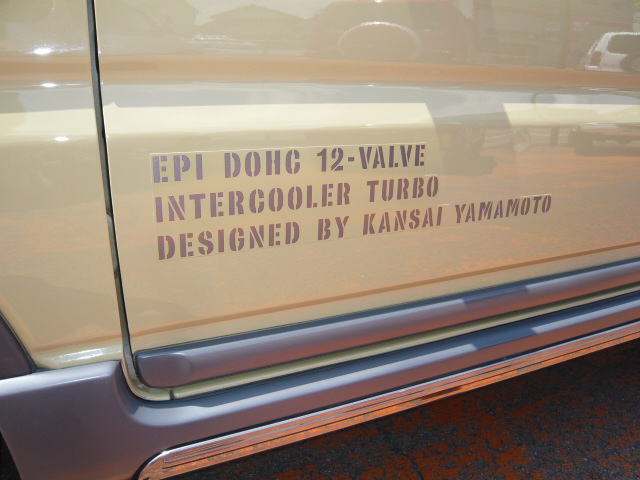 EPI DOHC 12-VALVE
INTERCOOLER TURBO
DESIGNED BY KANSAI YAMAMOTO